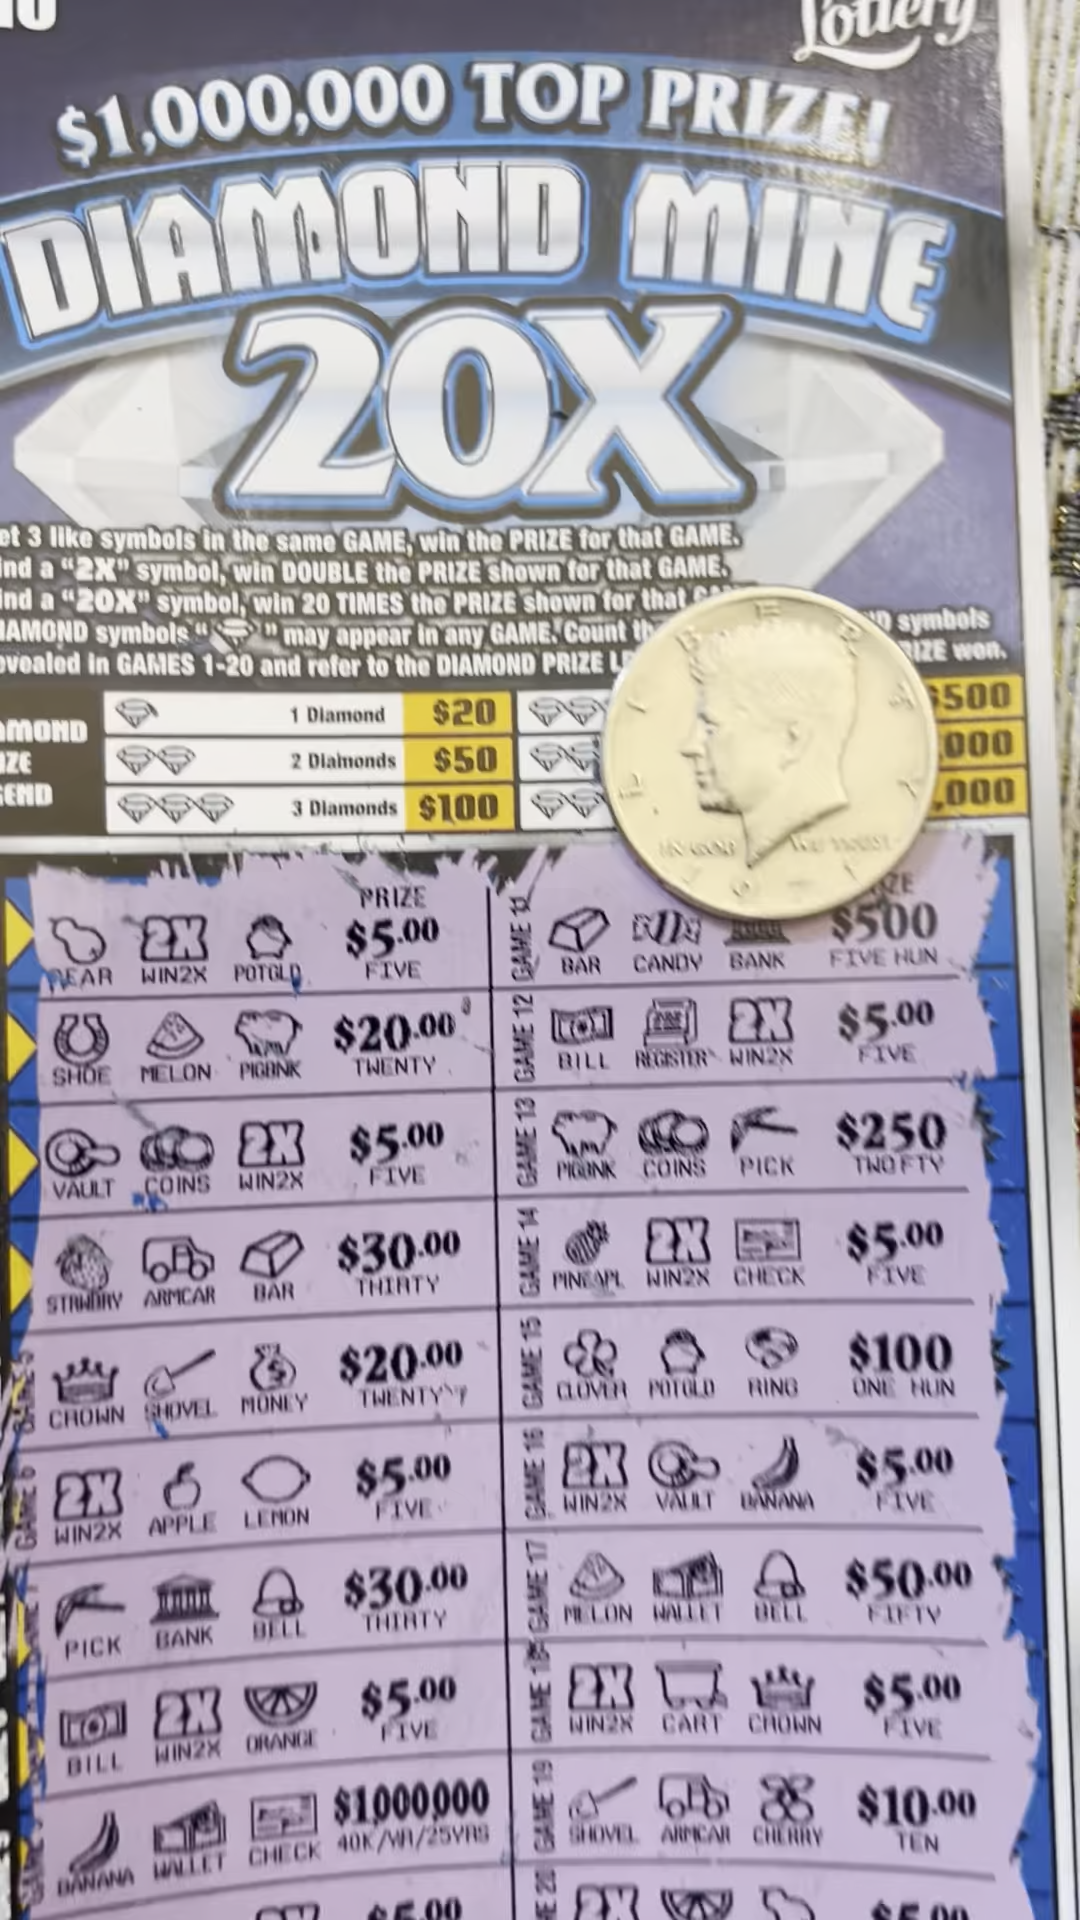 Lottery
$1,000,000 TOP PRIZE!
DIAMOND MINE
20X
et 3 like symbols in the same GAME, win the PRIZE for that GAME.
ind a "2X" symbol, win DOUBLE the PRIZE shown for that GAME.
ind a "20X" symbol, win 20 TIMES the PRIZE shown for that
IAMOND symbols " " may appear in any GAME. Count symbols
evealed in GAMES 1-20 and refer to the DIAMOND PRIZE IZE won.
1 Diamond $20 $500
2 Diamonds $50 000
3 Diamonds $100 ,000
PRIZE
2X 
$5.00
WIN2X POTGLD FIVE
GAME 11
$500
BAR CANDY BANK FIVE HUN
$20.00
SHOE MELON PIGBNK TWENTY
GAME 12
2X $5.00
BILL REGISTER WIN2X FIVE
2X $5.00
VAULT COINS WIN2X FIVE
GAME 13
$250
PIGBNK COINS PICK TWOFTY
$30.00
STRWBRY ARMCAR BAR THIRTY
GAME 14
2X $5.00
PINEAPL WIN2X CHECK FIVE
$20.00
CROWN SHOVEL MONEY TWENTY
GAME 15
$100
CLOVER POTGLD RING ONE HUN
2X $5.00
WIN2X APPLE LEMON FIVE
GAME 16
2X $5.00
WIN2X VAULT BANANA FIVE
$30.00
PICK BANK BELL THIRTY
GAME 17
$50.00
MELON WALLET BELL FIFTY
2X $5.00
BILL WIN2X ORANGE FIVE
GAME 18
2X $5.00
WIN2X CART CROWN FIVE
$1000000
BANANA WALLET CHECK 40K/YR/25YRS
GAME 19
$10.00
SHOVEL ARMCAR CHERRY TEN